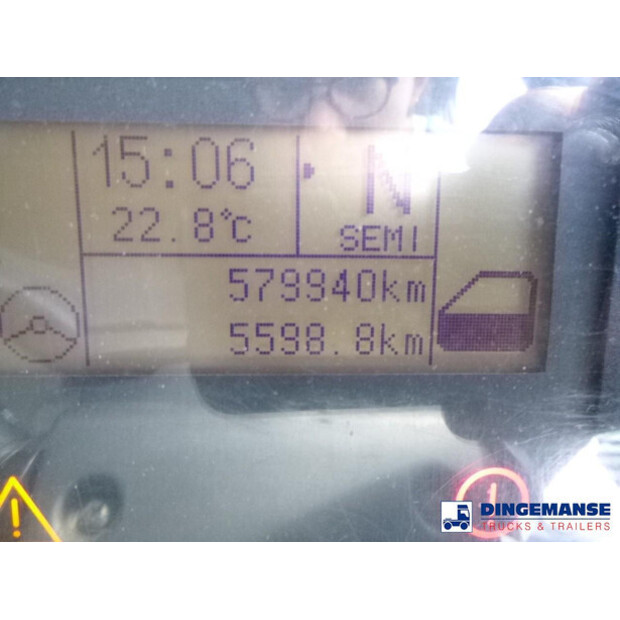 15:06
N
22.8°C
SEMI
579940km
5598.8km
DINGEMANSE
TRUCKS & TRAILERS